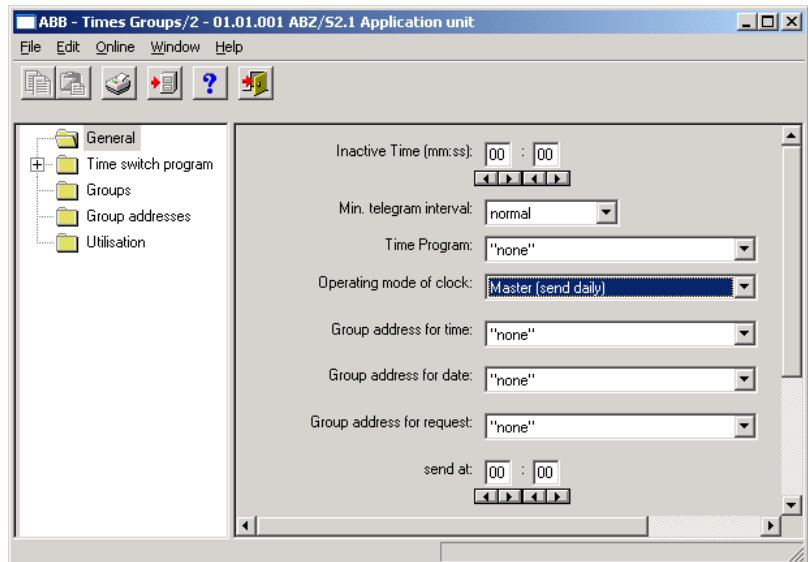 ABB - Times Groups/2 - 01.01.001 ABZ/S2.1 Application unit
File Edit Online Window Help
General
Time switch program
Groups
Group addresses
Utilisation
Inactive Time (mm:ss): 00 : 00
Min. telegram interval: normal
Time Program: "none"
Operating mode of clock: Master (send daily)
Group address for time: "none"
Group address for date: "none"
Group address for request: "none"
send at: 00 : 00